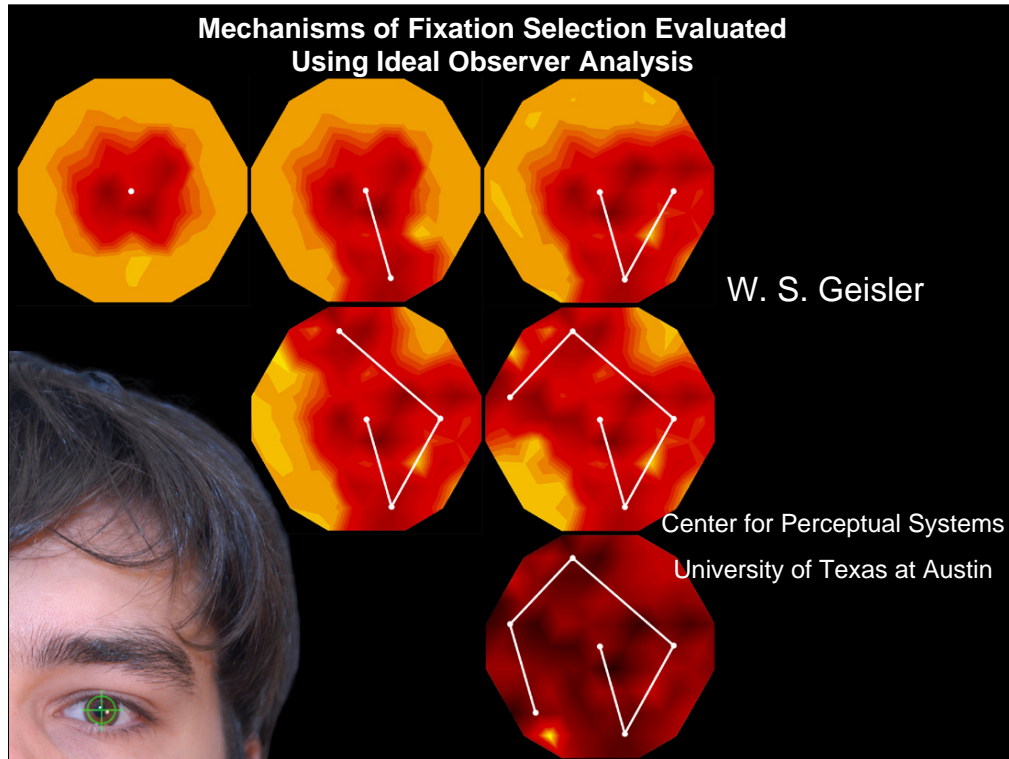 Mechanisms of Fixation Selection Evaluated
Using Ideal Observer Analysis
W. S. Geisler
Center for Perceptual Systems
University of Texas at Austin